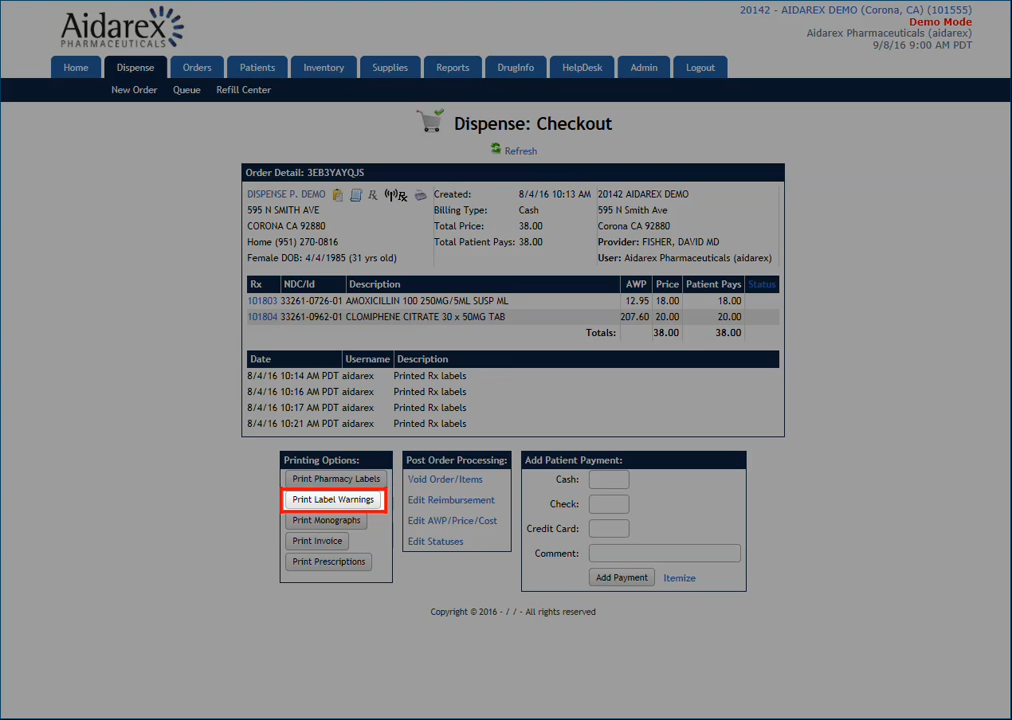 Aidarex
PHARMACEUTICALS
20142 - AIDAREX DEMO (Corona, CA) (101555)
Demo Mode
Aidarex Pharmaceuticals (aidarex)
9/8/16 9:00 AM PDT
Home Dispense Orders Patients Inventory Supplies Reports DrugInfo HelpDesk Admin Logout
New Order Queue Refill Center
Dispense: Checkout
Refresh
Order Detail: 3EB3YAYQJS
DISPENSE P. DEMO Created: 8/4/16 10:13 AM 20142 AIDAREX DEMO
595 N SMITH AVE Billing Type: Cash 595 N Smith Ave
CORONA CA 92880 Total Price: 38.00 Corona CA 92880
Home (951) 270-0816 Total Patient Pays: 38.00 Provider: FISHER, DAVID MD
Female DOB: 4/4/1985 (31 yrs old) User: Aidarex Pharmaceuticals (aidarex)
Rx NDC/Id Description AWP Price Patient Pays Status
101803 33261-0726-01 AMOXICILLIN 100 250MG/5ML SUSP ML 12.95 18.00 18.00
101804 33261-0962-01 CLOMIPHENE CITRATE 30 x 50MG TAB 207.60 20.00 20.00
Totals: 38.00 38.00
Date Username Description
8/4/16 10:14 AM PDT aidarex Printed Rx labels
8/4/16 10:16 AM PDT aidarex Printed Rx labels
8/4/16 10:17 AM PDT aidarex Printed Rx labels
8/4/16 10:21 AM PDT aidarex Printed Rx labels
Printing Options:
Print Pharmacy Labels
Print Label Warnings
Print Monographs
Print Invoice
Print Prescriptions
Post Order Processing:
Void Order/Items
Edit Reimbursement
Edit AWP/Price/Cost
Edit Statuses
Add Patient Payment:
Cash:
Check:
Credit Card:
Comment:
Add Payment Itemize
Copyright © 2016 - / / - All rights reserved